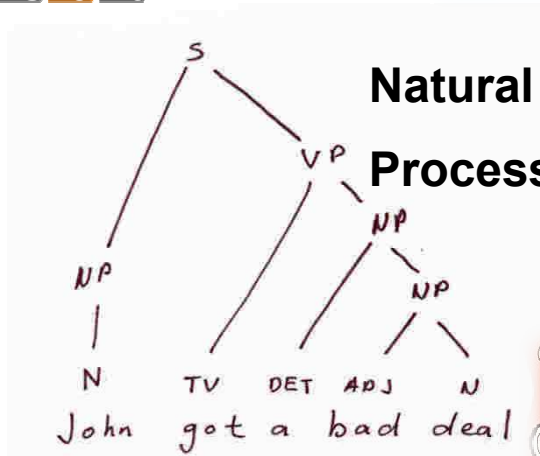 S
Natural
VP
Process
NP
NP
NP
N TV DET ADJ N
John got a bad deal